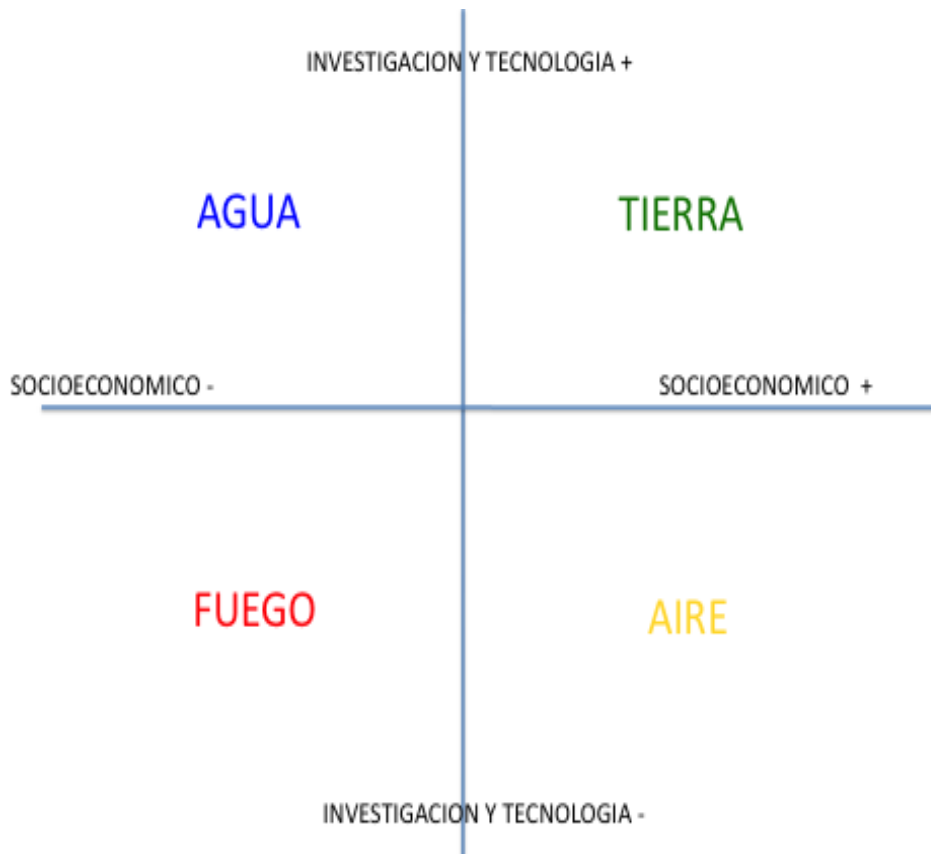 INVESTIGACION Y TECNOLOGIA +
AGUA
TIERRA
SOCIOECONOMICO -
SOCIOECONOMICO +
FUEGO
AIRE
INVESTIGACION Y TECNOLOGIA -